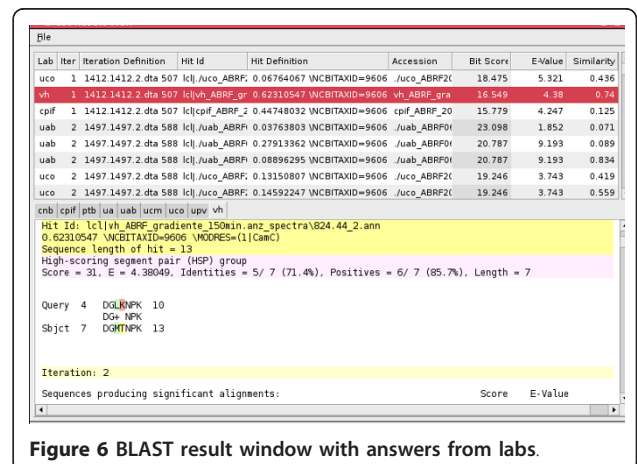 File
Lab Iter Iteration Definition Hit Id Hit Definition Accession Bit Score E-Value Similarity
uco 1 1412.1412.2.dta 507 lcl|./uco_ABRF2 0.06764067 \NCBITAXID=9606 ./uco_ABRF20 18.475 5.321 0.436
vh 1 1412.1412.2.dta 507 lcl|vh_ABRF_gr 0.62310547 \NCBITAXID=9606 vh_ABRF_gra 16.549 4.38 0.74
cpif 1 1412.1412.2.dta 507 lcl|cpif_ABRF_2 0.44748032 \NCBITAXID=9606 cpif_ABRF_20 15.779 4.247 0.125
uab 2 1497.1497.2.dta 588 lcl|./uab_ABRF 0.03763803 \NCBITAXID=9606 ./uab_ABRF0 23.098 1.852 0.071
uab 2 1497.1497.2.dta 588 lcl|./uab_ABRF 0.27913362 \NCBITAXID=9606 ./uab_ABRF0 20.787 9.193 0.089
uab 2 1497.1497.2.dta 588 lcl|./uab_ABRF 0.08896295 \NCBITAXID=9606 ./uab_ABRF0 20.787 9.193 0.834
uco 2 1497.1497.2.dta 588 lcl|./uco_ABRF2 0.13150807 \NCBITAXID=9606 ./uco_ABRF20 19.246 3.743 0.419
uco 2 1497.1497.2.dta 588 lcl|./uco_ABRF2 0.14592247 \NCBITAXID=9606 ./uco_ABRF20 19.246 3.743 0.559
cnb cpif ptb ua uab ucm uco upv vh
Hit Id: lcl|vh_ABRF_gradiente_150min.anz_spectra\824.44_2.ann
0.62310547 \NCBITAXID=9606 \MODRES=(1|CamC)
Sequence length of hit = 13
High-scoring segment pair (HSP) group
Score = 31, E = 4.38049, Identities = 5/ 7 (71.4%), Positives = 6/ 7 (85.7%), Length = 7
Query 4 DGLKNPK 10
DG+ NPK
Sbjct 7 DGMTNPK 13
Iteration: 2
Sequences producing significant alignments: Score E-Value
Figure 6 BLAST result window with answers from labs.